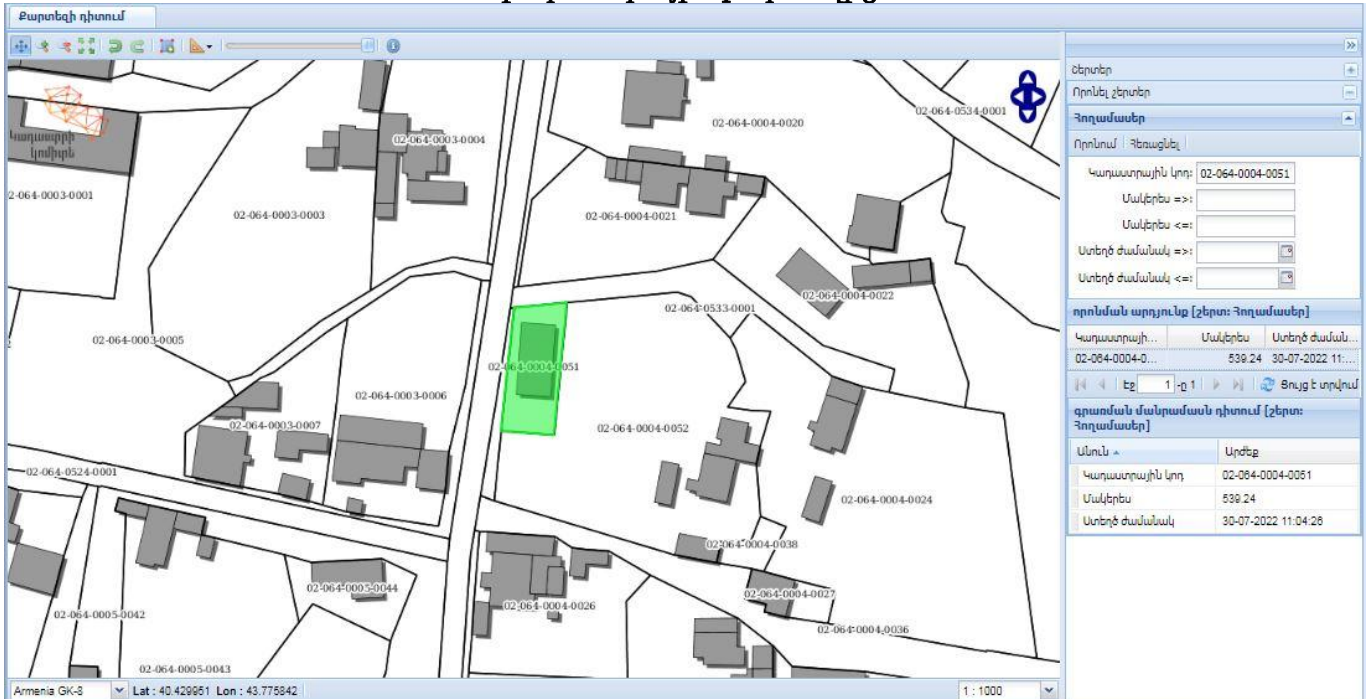 Քարտեզի դիտում
Կադաստրի
կոմիտե
02-064-0003-0004
02-064-0004-0020
02-064-0534-0001
2-064-0003-0001
02-064-0003-0003
02-064-0004-0021
02-064-0004-0022
02-064-0533-0001
02-064-0003-0005
02-064-0004-0051
02-064-0003-0006
02-064-0003-0007
02-064-0004-0052
02-064-0524-0001
02-064-0004-0024
02-064-0004-0038
02-064-0005-0044
02-064-0004-0027
02-064-0005-0042
02-064-0004-0026
02-064-0004-0036
02-064-0005-0043
Armenia GK-8 Lat : 40.429951 Lon : 43.775842 1 : 1000
Շերտեր
Որոնել շերտեր
Հողամասեր
Որոնում Հեռացնել
Կադաստրային կոդ: 02-064-0004-0051
Մակերես =>:
Մակերես <=:
Ստեղծ ժամանակ =>:
Ստեղծ ժամանակ <=:
որոնման արդյունք [շերտ: Հողամասեր]
Կադաստրայի... Մակերես Ստեղծ ժաման...
02-064-0004-0... 539.24 30-07-2022 11:...
Էջ 1 -ը 1 Ցույց է տրվում
գրառման մանրամասն դիտում [շերտ:
Հողամասեր]
Անուն Արժեք
Կադաստրային կոդ 02-064-0004-0051
Մակերես 539.24
Ստեղծ ժամանակ 30-07-2022 11:04:26